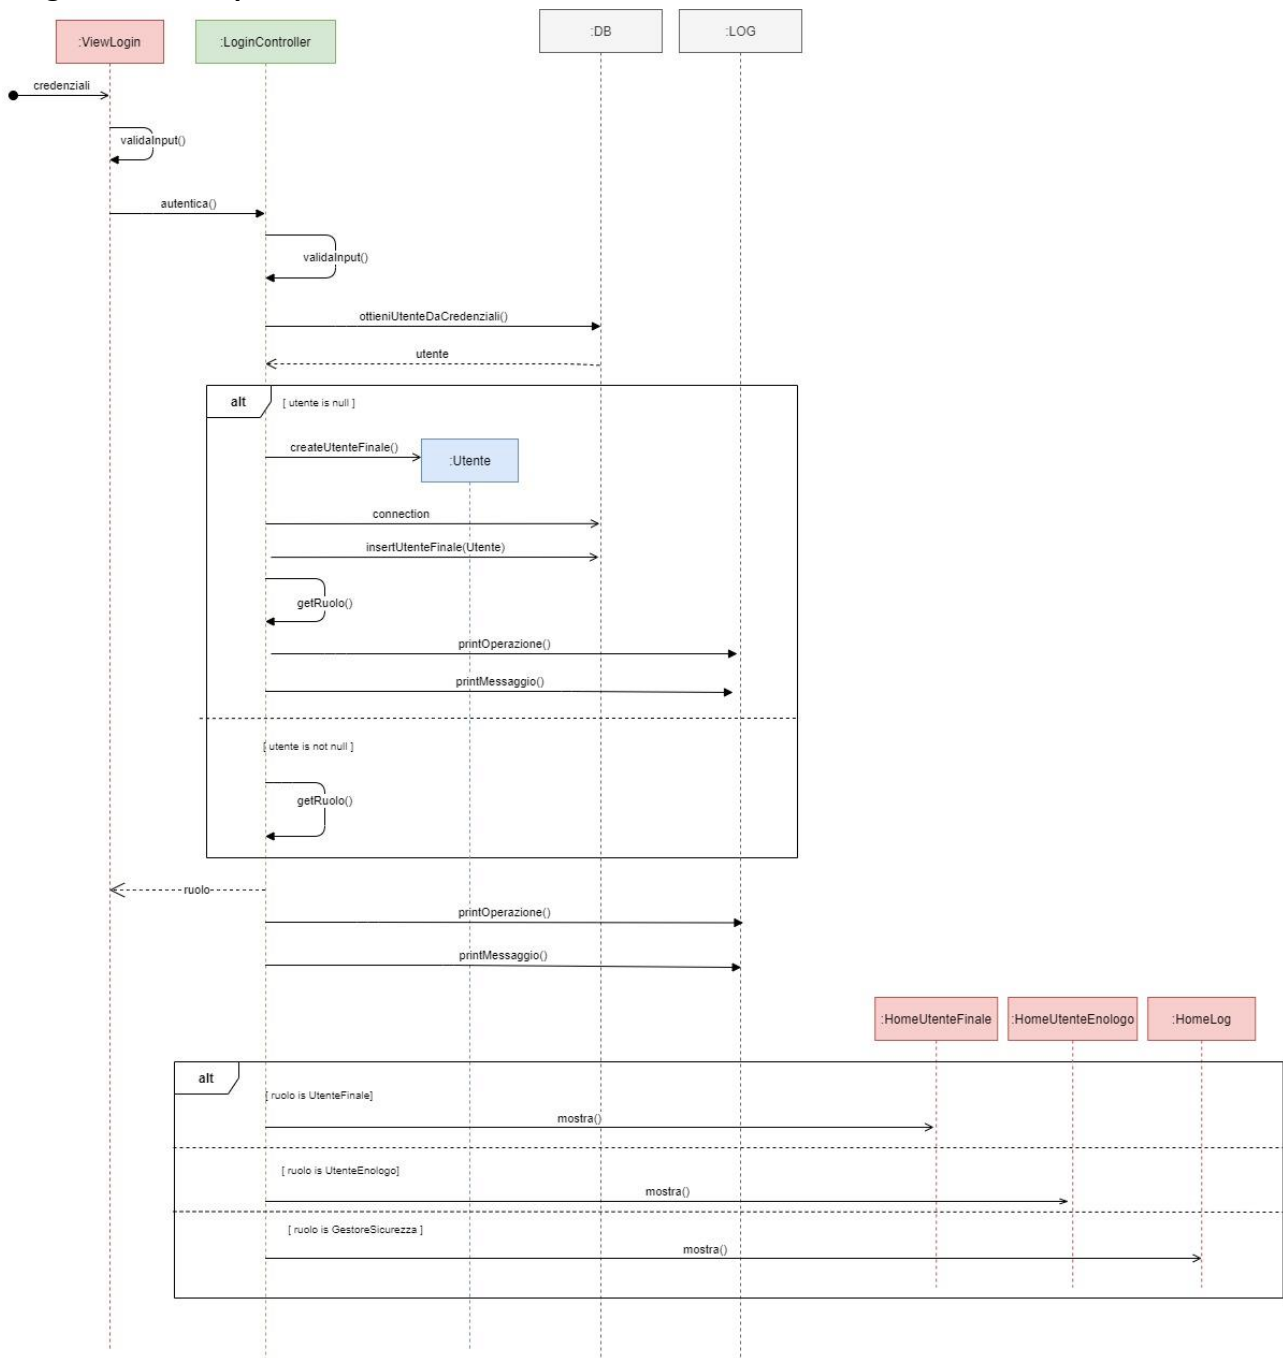 :ViewLogin
:LoginController
:DB
:LOG
credenziali
validaInput()
autentica()
validaInput()
ottieniUtenteDaCredenziali()
utente
alt
[ utente is null ]
createUtenteFinale()
:Utente
connection
insertUtenteFinale(Utente)
getRuolo()
printOperazione()
printMessaggio()
[ utente is not null ]
getRuolo()
ruolo
printOperazione()
printMessaggio()
:HomeUtenteFinale
:HomeUtenteEnologo
:HomeLog
alt
[ ruolo is UtenteFinale]
mostra()
[ ruolo is UtenteEnologo]
mostra()
[ ruolo is GestoreSicurezza ]
mostra()